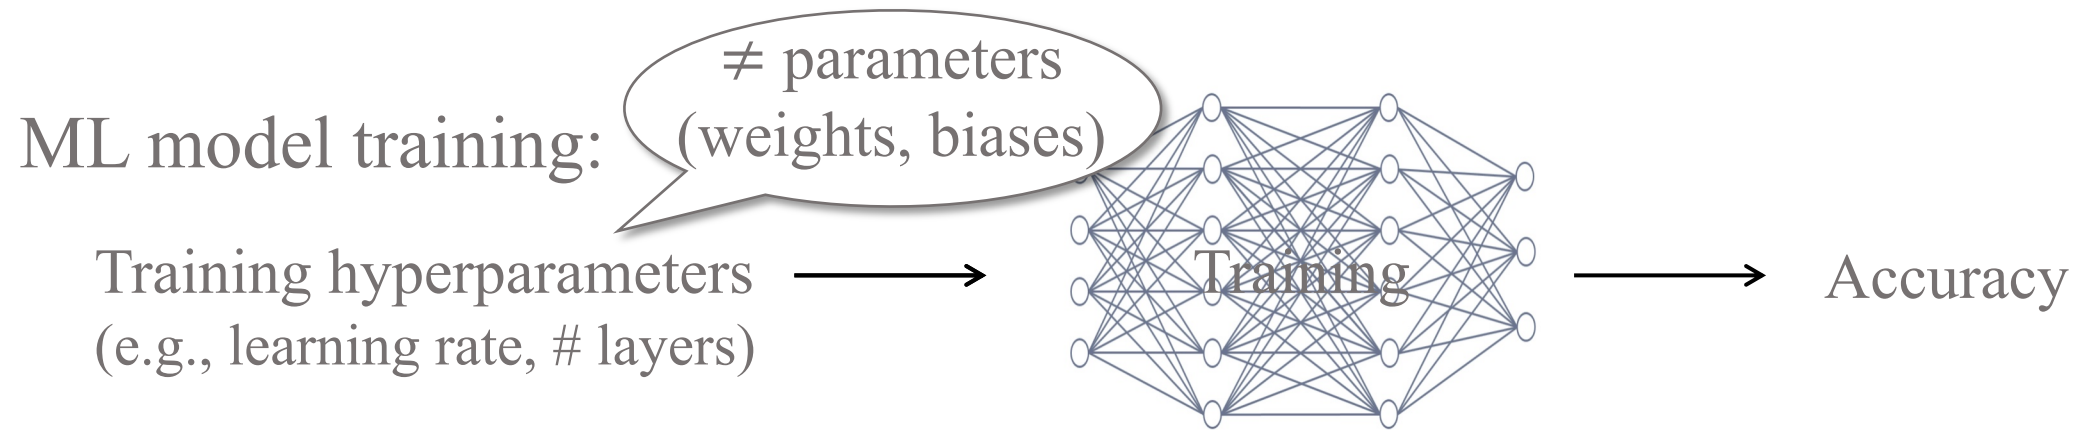 ≠ parameters
(weights, biases)
ML model training:
Training hyperparameters
(e.g., learning rate, # layers)
Training
Accuracy